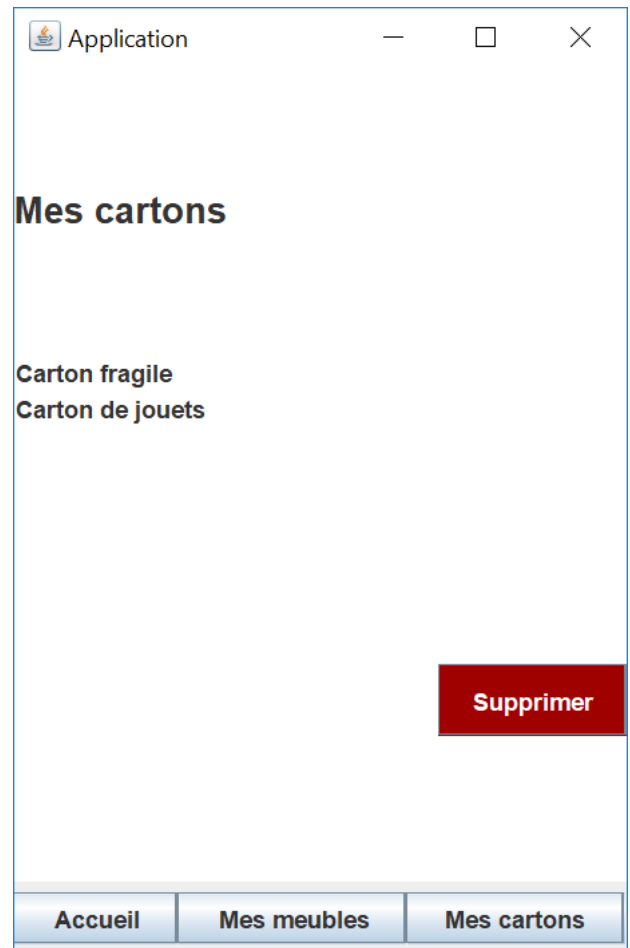 Application
Mes cartons
Carton fragile
Carton de jouets
Supprimer
Accueil Mes meubles Mes cartons